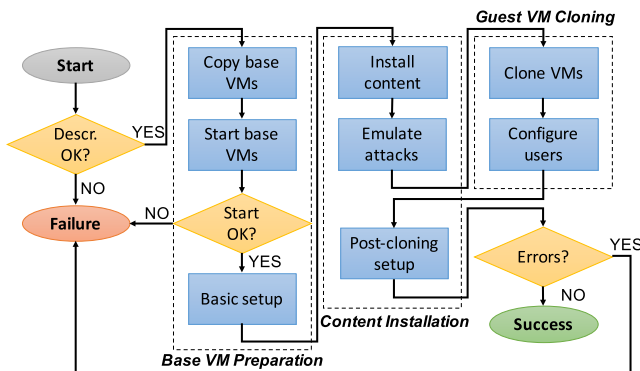 Start
Descr.
OK?
YES
NO
Failure
Copy base
VMs
Start base
VMs
Start
OK?
NO
YES
Basic setup
Base VM Preparation
Install
content
Emulate
attacks
Post-cloning
setup
Content Installation
Guest VM Cloning
Clone VMs
Configure
users
Errors?
YES
NO
Success